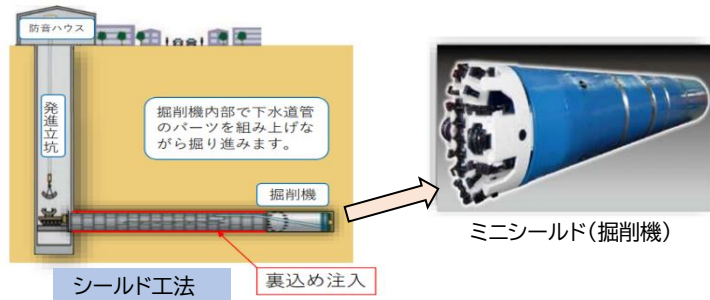 防音ハウス
発進立坑
掘削機内部で下水道管
のパーツを組み上げな
がら掘り進みます。
掘削機
ミニシールド(掘削機)
シールド工法
裏込め注入